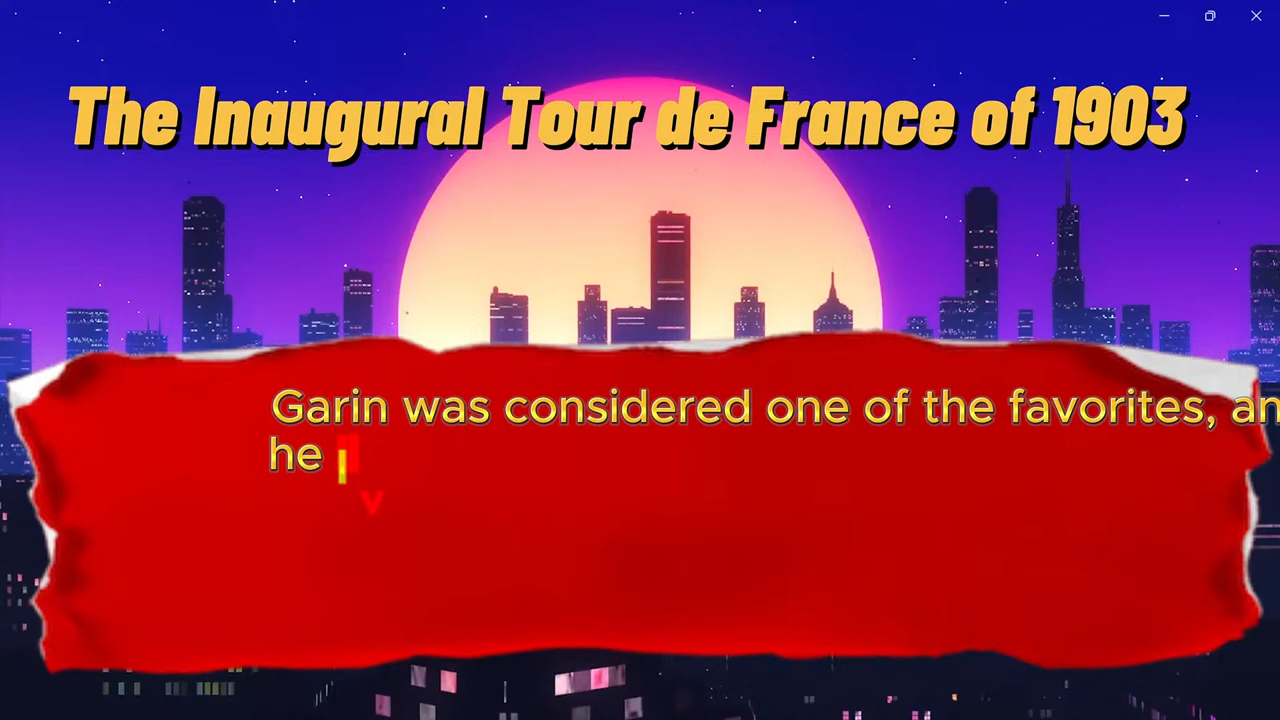 The Inaugural Tour de France of 1903
Garin was considered one of the favorites, an
he